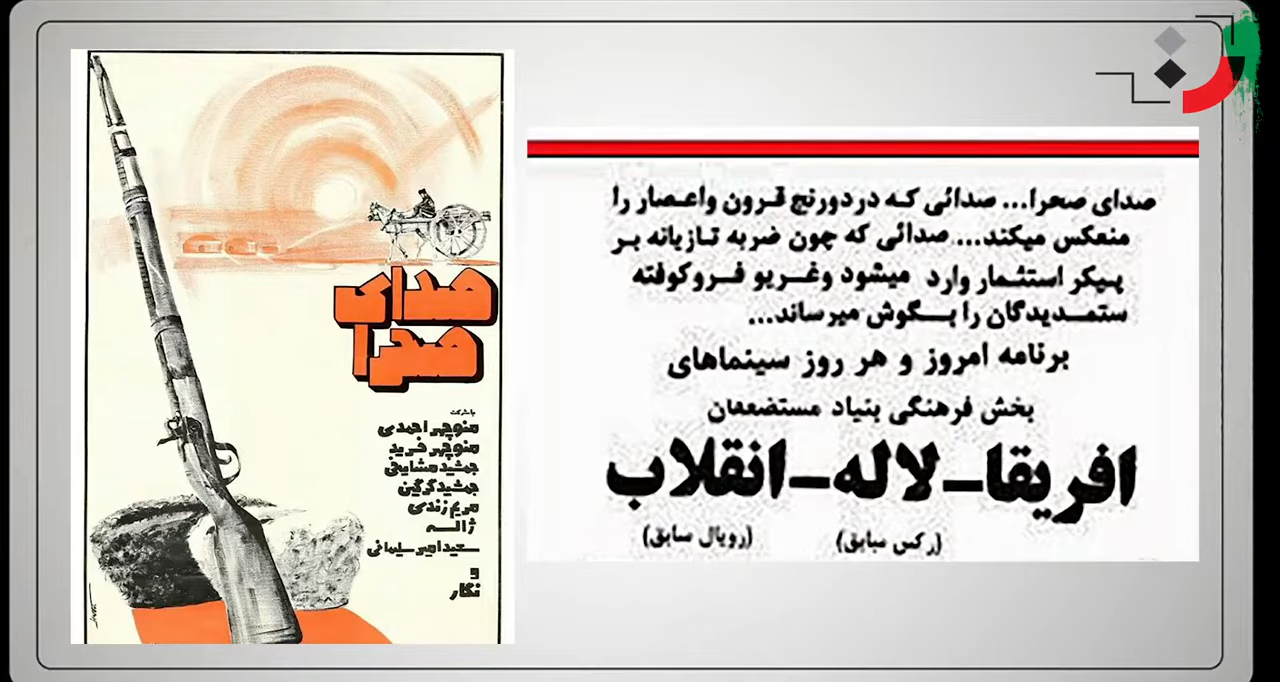 صدای
صحرا
باشرکت
منوچهر احمدی
منوچهر فرید
جمشید مشایخی
جمشید گرگین
مریم زندی
ژاله
سعید امیر سلیمانی
و
نگار
صدای صحرا... صدائی که درد ورنج قرون واعصار را
منعکس میکند... صدائی که چون ضربه تازیانه بر
پیکر استثمار وارد میشود وغریو فروکوفته
ستمدیدگان را بگوش میرساند...
برنامه امروز و هر روز سینماهای
بخش فرهنگی بنیاد مستضعفان
افریقا-لاله-انقلاب
(رکس سابق) (رویال سابق)